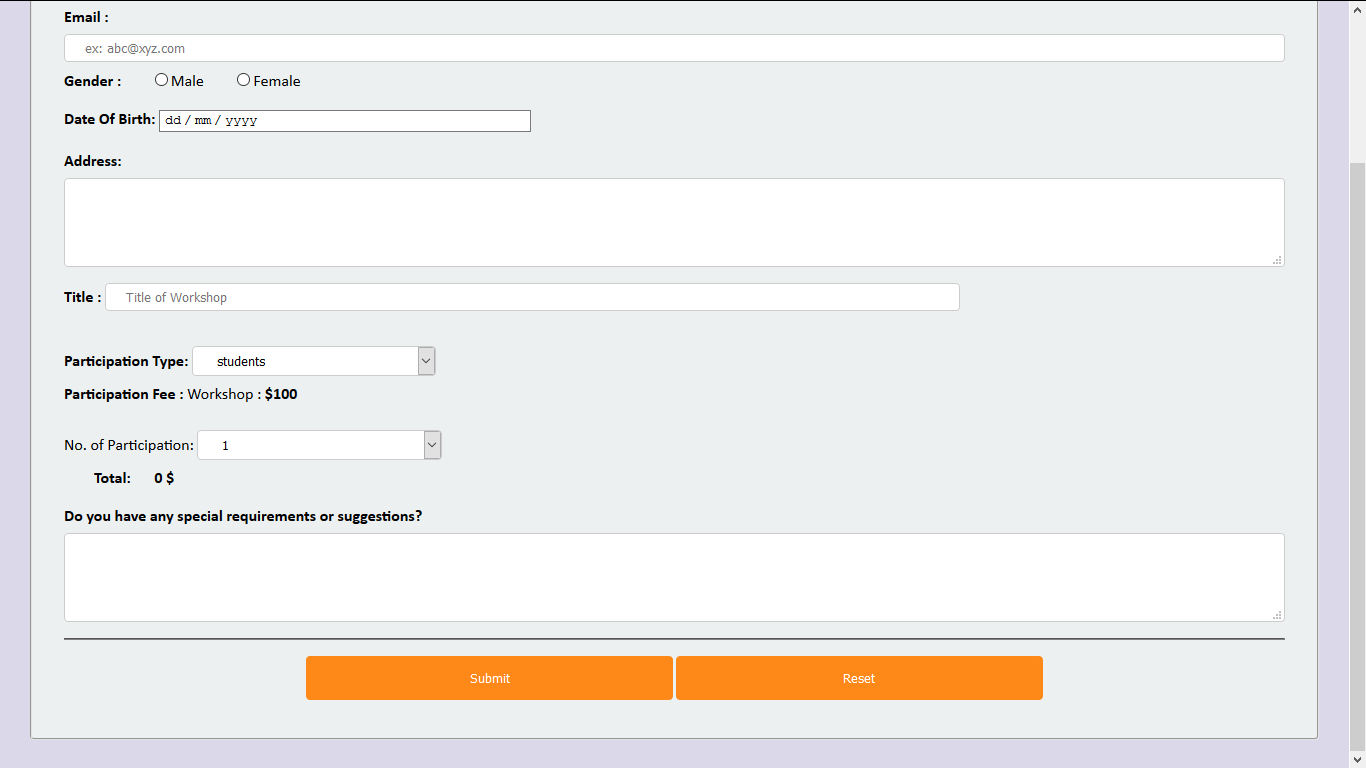 Email :
ex: abc@xyz.com
Gender : Male Female
Date Of Birth: dd / mm / yyyy
Address:
Title : Title of Workshop
Participation Type: students
Participation Fee : Workshop : $100
No. of Participation: 1
Total: 0 $
Do you have any special requirements or suggestions?
Submit Reset